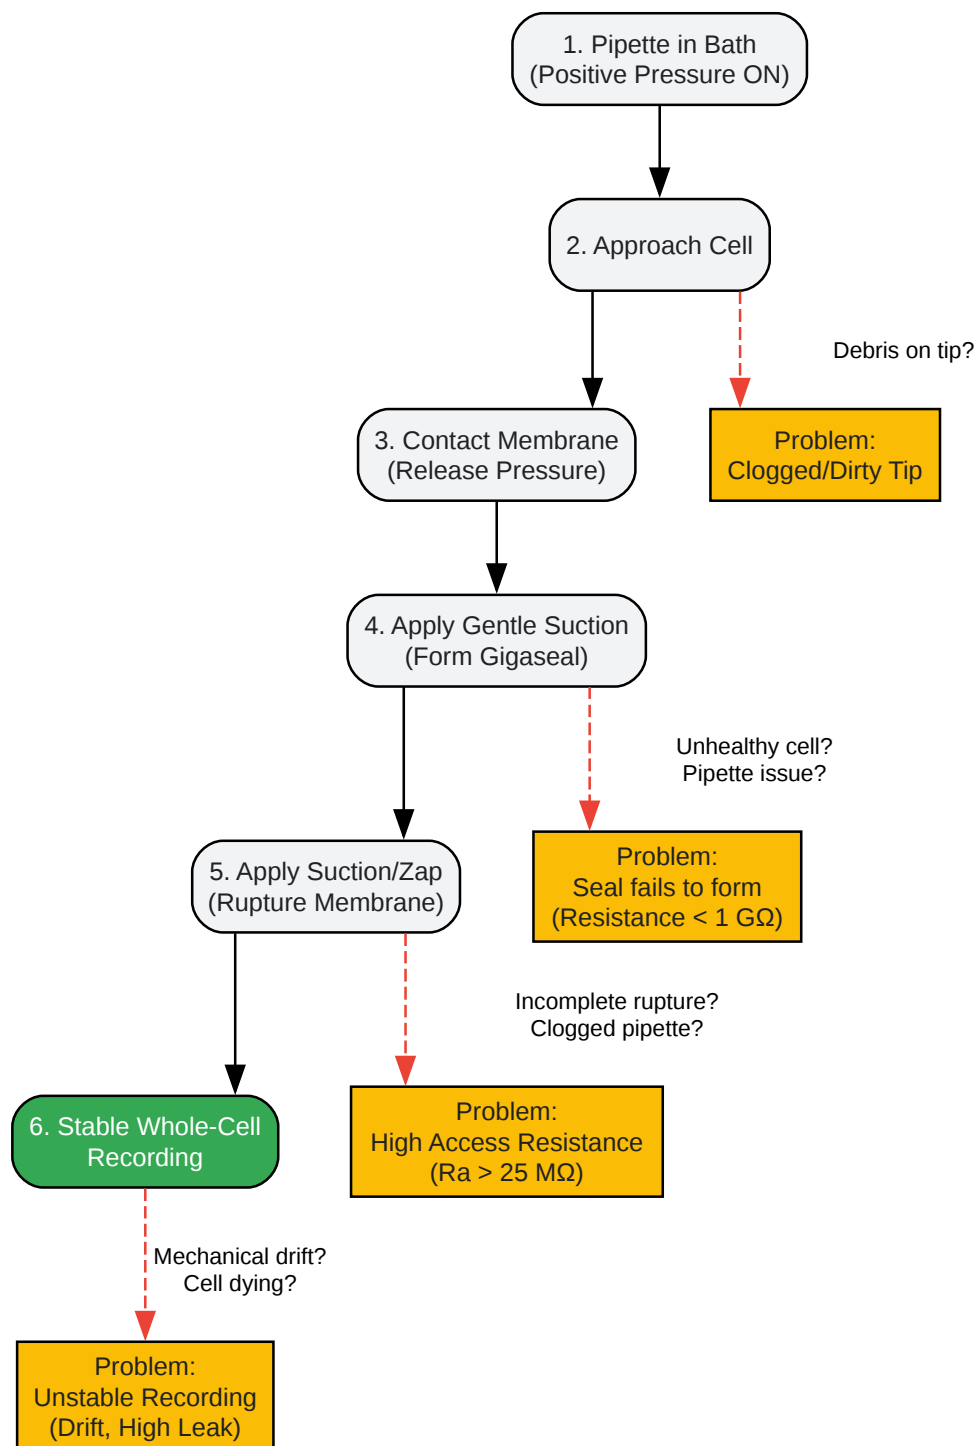 1. Pipette in Bath
(Positive Pressure ON)
2. Approach Cell
Debris on tip?
3. Contact Membrane
(Release Pressure)
Problem:
Clogged/Dirty Tip
4. Apply Gentle Suction
(Form Gigaseal)
Unhealthy cell?
Pipette issue?
5. Apply Suction/Zap
(Rupture Membrane)
Problem:
Seal fails to form
(Resistance < 1 GΩ)
Incomplete rupture?
Clogged pipette?
6. Stable Whole-Cell
Recording
Problem:
High Access Resistance
(Ra > 25 MΩ)
Mechanical drift?
Cell dying?
Problem:
Unstable Recording
(Drift, High Leak)